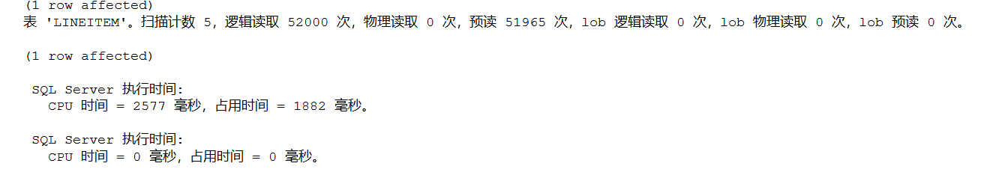 (1 row affected)
表 'LINEITEM'。扫描计数 5，逻辑读取 52000 次，物理读取 0 次，预读 51965 次，lob 逻辑读取 0 次，lob 物理读取 0 次，lob 预读 0 次。
(1 row affected)
SQL Server 执行时间:
CPU 时间 = 2577 毫秒，占用时间 = 1882 毫秒。
SQL Server 执行时间:
CPU 时间 = 0 毫秒，占用时间 = 0 毫秒。